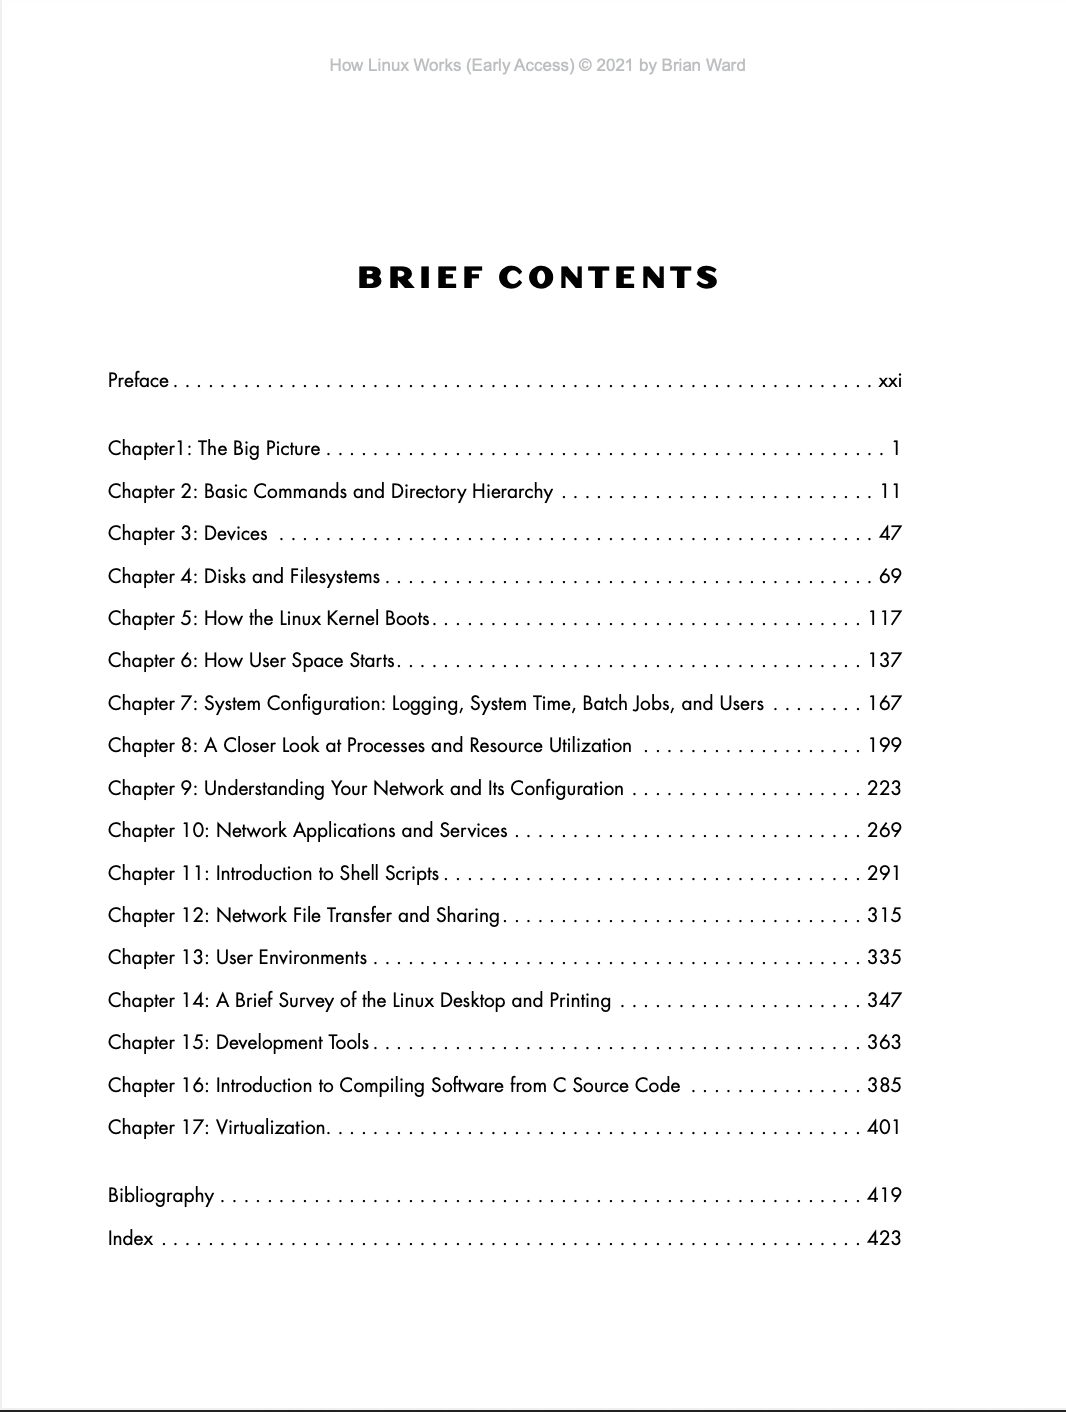 How Linux Works (Early Access) © 2021 by Brian Ward
BRIEF CONTENTS
Preface . . . . . . . . . . . . . . . . . . . . . . . . . . . . . . . . . . . . . . . . . . . . . . . . . . . . . . . . . . . . xxi
Chapter1: The Big Picture . . . . . . . . . . . . . . . . . . . . . . . . . . . . . . . . . . . . . . . . . . . . . . . . 1
Chapter 2: Basic Commands and Directory Hierarchy . . . . . . . . . . . . . . . . . . . . . . . . . . . 11
Chapter 3: Devices . . . . . . . . . . . . . . . . . . . . . . . . . . . . . . . . . . . . . . . . . . . . . . . . . . . 47
Chapter 4: Disks and Filesystems . . . . . . . . . . . . . . . . . . . . . . . . . . . . . . . . . . . . . . . . . . 69
Chapter 5: How the Linux Kernel Boots. . . . . . . . . . . . . . . . . . . . . . . . . . . . . . . . . . . . . 117
Chapter 6: How User Space Starts. . . . . . . . . . . . . . . . . . . . . . . . . . . . . . . . . . . . . . . . 137
Chapter 7: System Configuration: Logging, System Time, Batch Jobs, and Users . . . . . . . . 167
Chapter 8: A Closer Look at Processes and Resource Utilization . . . . . . . . . . . . . . . . . . . 199
Chapter 9: Understanding Your Network and Its Configuration . . . . . . . . . . . . . . . . . . . . 223
Chapter 10: Network Applications and Services . . . . . . . . . . . . . . . . . . . . . . . . . . . . . . 269
Chapter 11: Introduction to Shell Scripts . . . . . . . . . . . . . . . . . . . . . . . . . . . . . . . . . . . . 291
Chapter 12: Network File Transfer and Sharing. . . . . . . . . . . . . . . . . . . . . . . . . . . . . . . 315
Chapter 13: User Environments . . . . . . . . . . . . . . . . . . . . . . . . . . . . . . . . . . . . . . . . . . 335
Chapter 14: A Brief Survey of the Linux Desktop and Printing . . . . . . . . . . . . . . . . . . . . . 347
Chapter 15: Development Tools . . . . . . . . . . . . . . . . . . . . . . . . . . . . . . . . . . . . . . . . . . 363
Chapter 16: Introduction to Compiling Software from C Source Code . . . . . . . . . . . . . . . 385
Chapter 17: Virtualization. . . . . . . . . . . . . . . . . . . . . . . . . . . . . . . . . . . . . . . . . . . . . . 401
Bibliography . . . . . . . . . . . . . . . . . . . . . . . . . . . . . . . . . . . . . . . . . . . . . . . . . . . . . . . 419
Index . . . . . . . . . . . . . . . . . . . . . . . . . . . . . . . . . . . . . . . . . . . . . . . . . . . . . . . . . . . . 423